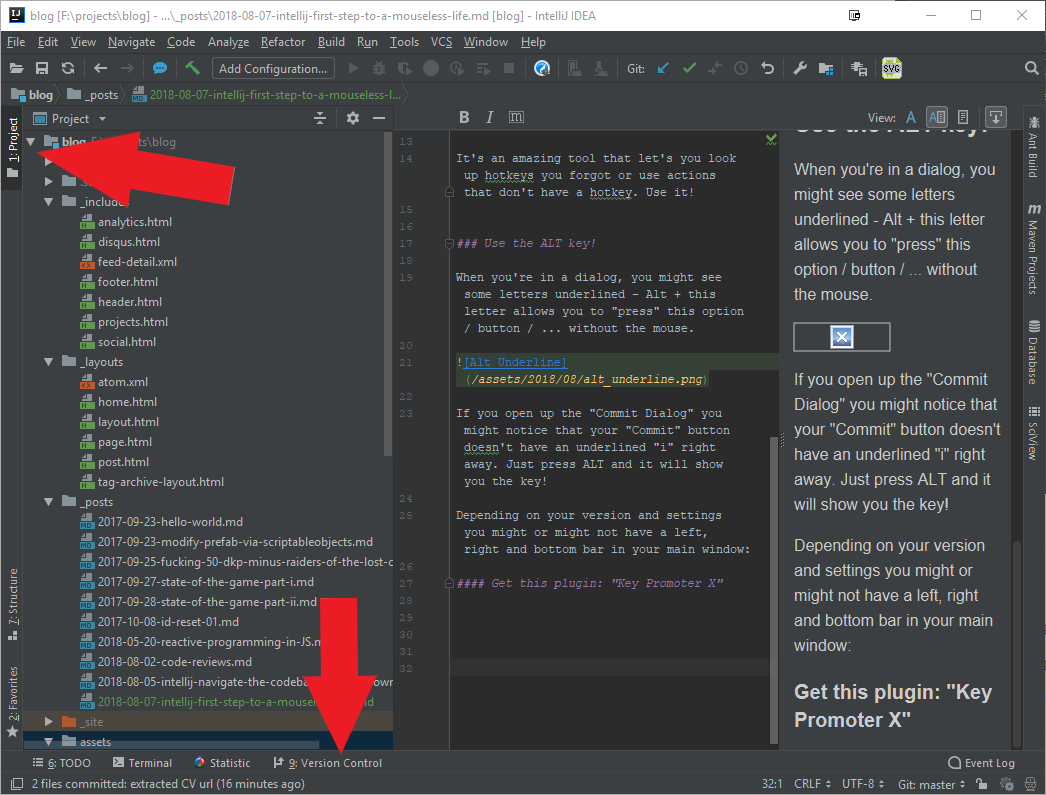 blog [F:\projects\blog] - ...\_posts\2018-08-07-intellij-first-step-to-a-mouseless-life.md [blog] - IntelliJ IDEA
File Edit View Navigate Code Analyze Refactor Build Run Tools VCS Window Help
Add Configuration...
Git:
SVG
blog _posts 2018-08-07-intellij-first-step-to-a-mouseless-l...
1: Project
7: Structure
2: Favorites
Project
blog
\blog
_includes
analytics.html
disqus.html
feed-detail.xml
footer.html
header.html
projects.html
social.html
_layouts
atom.xml
home.html
layout.html
page.html
post.html
tag-archive-layout.html
_posts
2017-09-23-hello-world.md
2017-09-23-modify-prefab-via-scriptableobjects.md
2017-09-25-fucking-50-dkp-minus-raiders-of-the-lost-c
2017-09-27-state-of-the-game-part-i.md
2017-09-28-state-of-the-game-part-ii.md
2017-10-08-id-reset-01.md
2018-05-20-reactive-programming-in-JS.m
2018-08-02-code-reviews.md
2018-08-05-intellij-navigate-the-codeba
2018-08-07-intellij-first-step-to-a-mousel
_site
assets
B I m
13
14 It's an amazing tool that let's you look
up hotkeys you forgot or use actions
that don't have a hotkey. Use it!
15
16
17 ### Use the ALT key!
18
19 When you're in a dialog, you might see
some letters underlined - Alt + this
letter allows you to "press" this option
/ button / ... without the mouse.
20
21 ![Alt Underline]
(/assets/2018/08/alt_underline.png)
22
23 If you open up the "Commit Dialog" you
might notice that your "Commit" button
doesn't have an underlined "i" right
away. Just press ALT and it will show
you the key!
24
25 Depending on your version and settings
you might or might not have a left,
right and bottom bar in your main window:
26
27 #### Get this plugin: "Key Promoter X"
28
29
30
31
32
View: A A
Use the ALT key!
When you're in a dialog, you
might see some letters
underlined - Alt + this letter
allows you to "press" this
option / button / ... without
the mouse.
If you open up the "Commit
Dialog" you might notice that
your "Commit" button doesn't
have an underlined "i" right
away. Just press ALT and it
will show you the key!
Depending on your version
and settings you might or
might not have a left, right
and bottom bar in your main
window:
Get this plugin: "Key
Promoter X"
Ant Build
m Maven Projects
Database
SciView
6: TODO Terminal Statistic 9: Version Control Event Log
2 files committed: extracted CV url (16 minutes ago) 32:1 CRLF UTF-8 Git: master